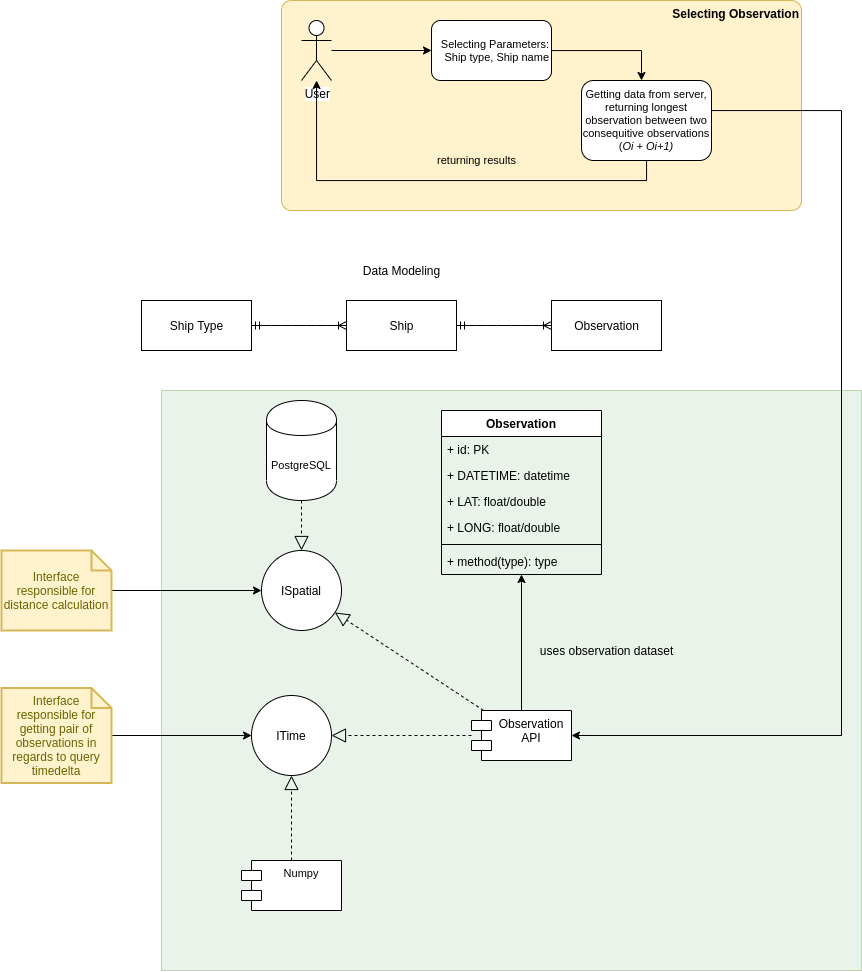 Selecting Observation
Selecting Parameters:
Ship type, Ship name
User
Getting data from server,
returning longest
observation between two
consequitive observations
(Oi + Oi+1)
returning results
Data Modeling
Ship Type
Ship
Observation
PostgreSQL
Observation
+ id: PK
+ DATETIME: datetime
+ LAT: float/double
+ LONG: float/double
+ method(type): type
Interface
responsible for
distance calculation
ISpatial
uses observation dataset
Interface
responsible for
getting pair of
observations in
regards to query
timedelta
ITime
Observation
API
Numpy